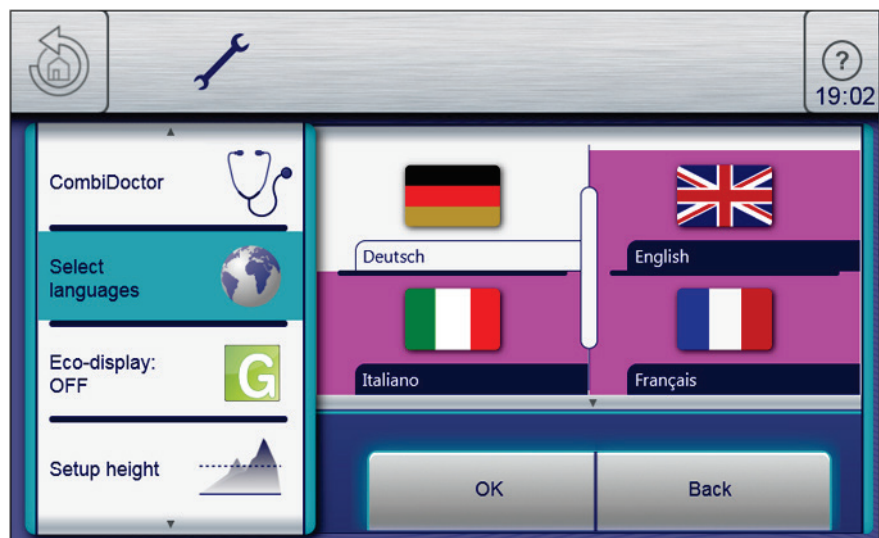 ?
19:02
CombiDoctor
Select
languages
Eco-display:
OFF
G
Setup height
Deutsch
English
Italiano
Français
OK
Back